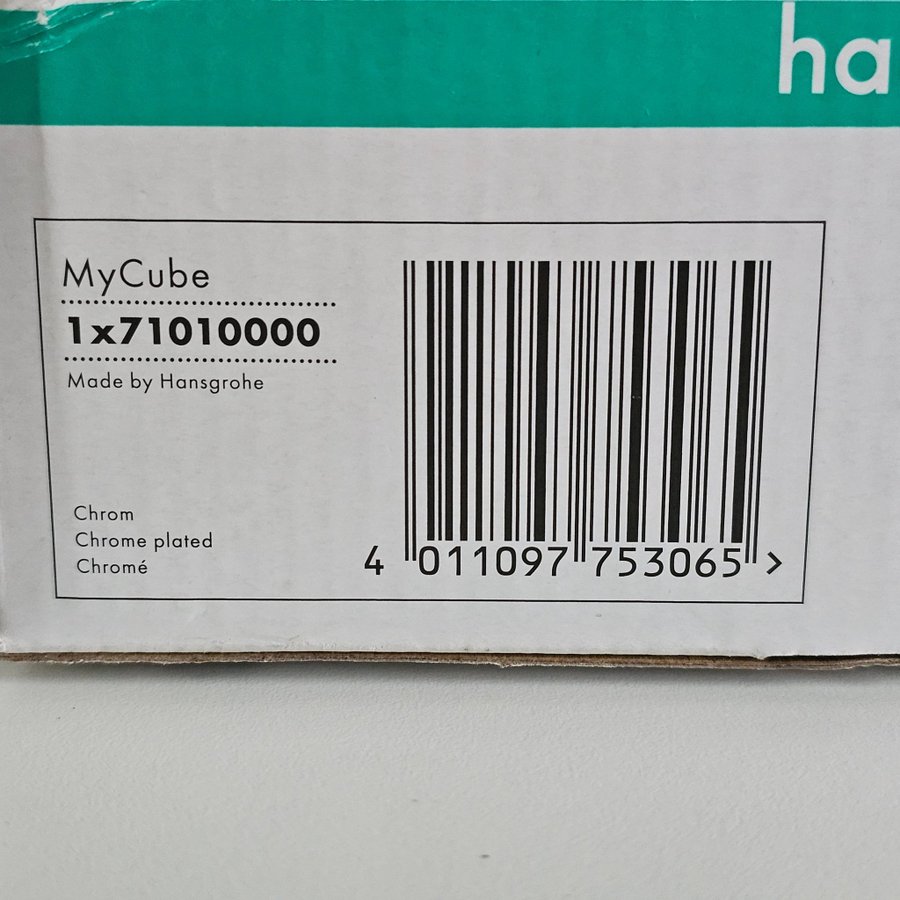 ha
MyCube
1x71010000
Made by Hansgrohe
Chrom
Chrome plated
Chromé
4 011097 753065 >